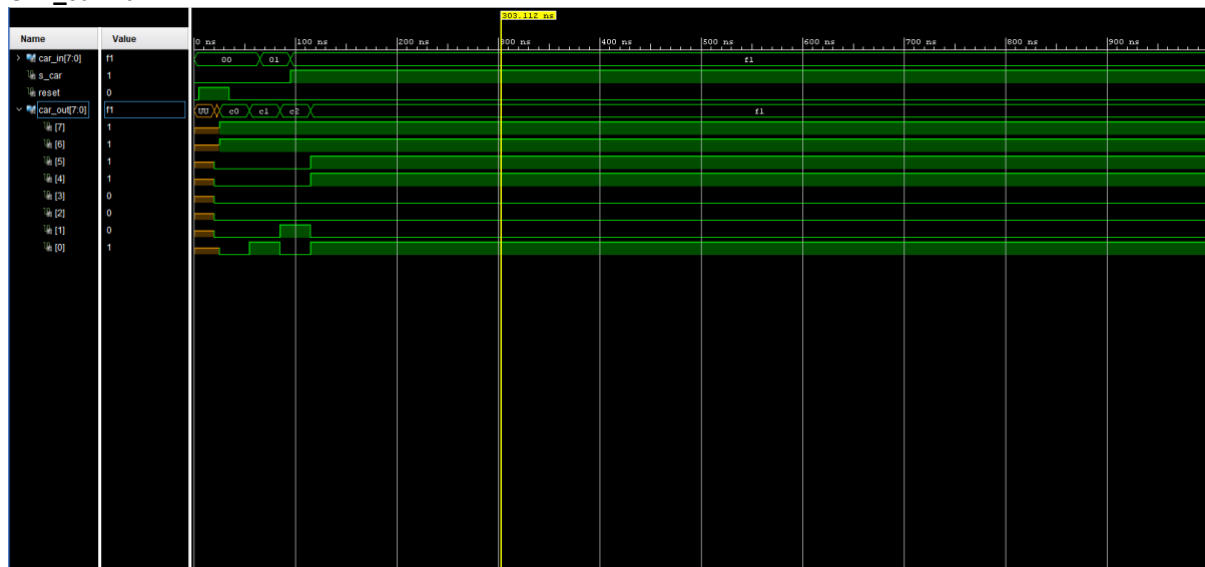 303.112 ns
Name Value
0 ns 100 ns 200 ns 300 ns 400 ns 500 ns 600 ns 700 ns 800 ns 900 ns
car_in[7:0] f1 00 01 f1
s_car 1
reset 0
car_out[7:0] f1 UU c0 c1 c2 f1
[7] 1
[6] 1
[5] 1
[4] 1
[3] 0
[2] 0
[1] 0
[0] 1